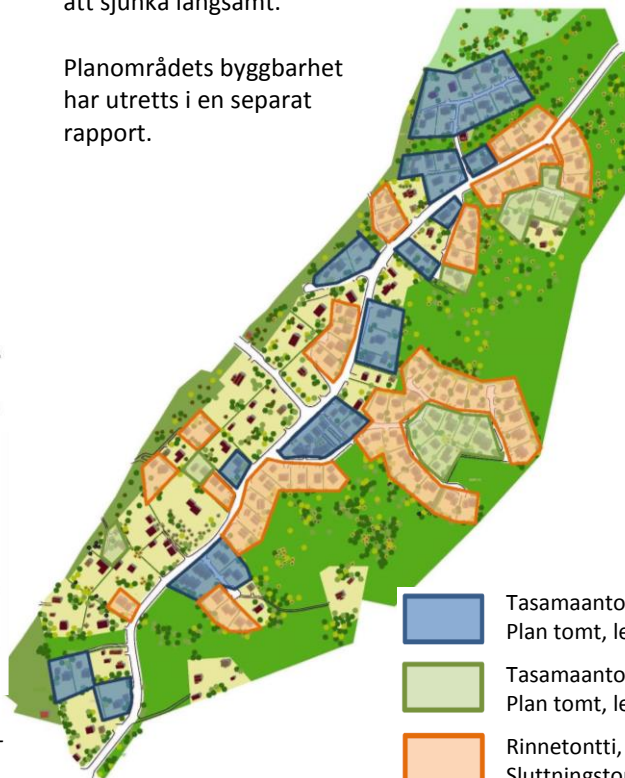 att sjunka långsamt.
Planområdets byggbarhet
har utretts i en separat
rapport.
Tasamaanto
Plan tomt, le
Tasamaanto
Plan tomt, le
Rinnetontti,
Sluttningstor